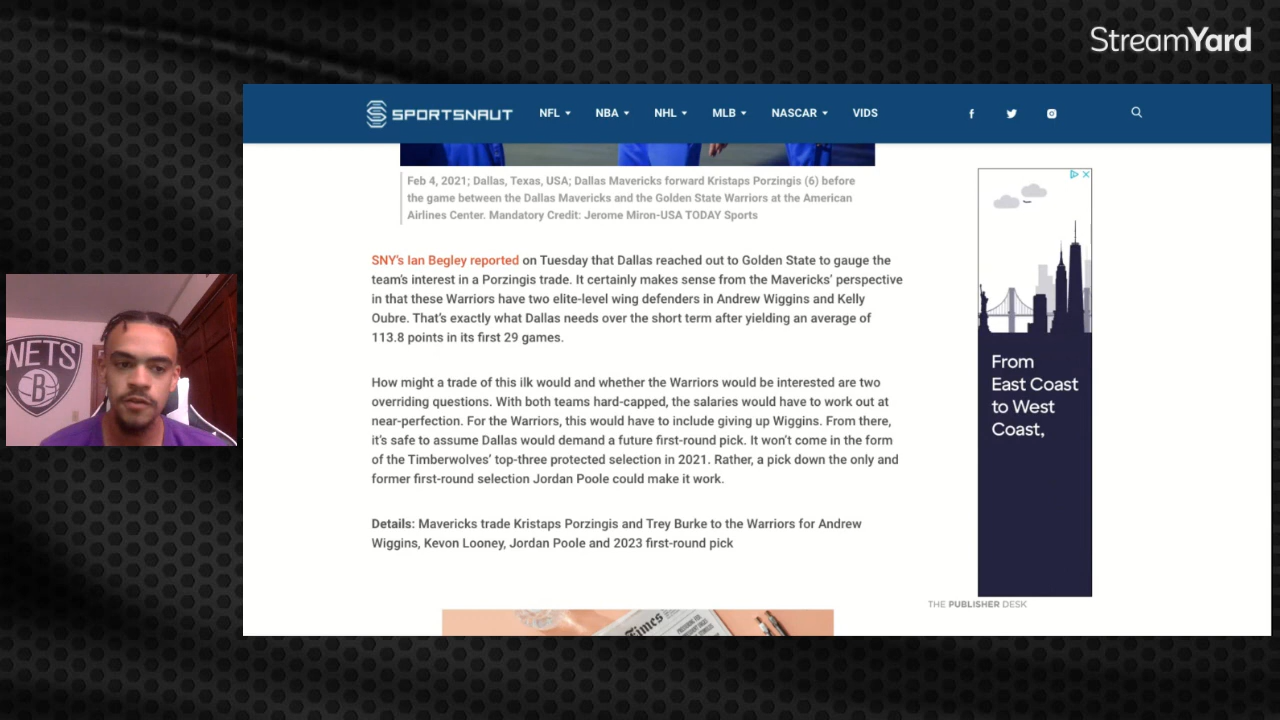 StreamYard
SPORTSNAUT NFL NBA NHL MLB NASCAR VIDS
Feb 4, 2021; Dallas, Texas, USA; Dallas Mavericks forward Kristaps Porzingis (6) before
the game between the Dallas Mavericks and the Golden State Warriors at the American
Airlines Center. Mandatory Credit: Jerome Miron-USA TODAY Sports
SNY's Ian Begley reported on Tuesday that Dallas reached out to Golden State to gauge the
team's interest in a Porzingis trade. It certainly makes sense from the Mavericks' perspective
in that these Warriors have two elite-level wing defenders in Andrew Wiggins and Kelly
Oubre. That's exactly what Dallas needs over the short term after yielding an average of
113.8 points in its first 29 games.
How might a trade of this ilk would and whether the Warriors would be interested are two
overriding questions. With both teams hard-capped, the salaries would have to work out at
near-perfection. For the Warriors, this would have to include giving up Wiggins. From there,
it's safe to assume Dallas would demand a future first-round pick. It won't come in the form
of the Timberwolves' top-three protected selection in 2021. Rather, a pick down the only and
former first-round selection Jordan Poole could make it work.
Details: Mavericks trade Kristaps Porzingis and Trey Burke to the Warriors for Andrew
Wiggins, Kevon Looney, Jordan Poole and 2023 first-round pick
From
East Coast
to West
Coast,
THE PUBLISHER DESK
NETS
B
Times